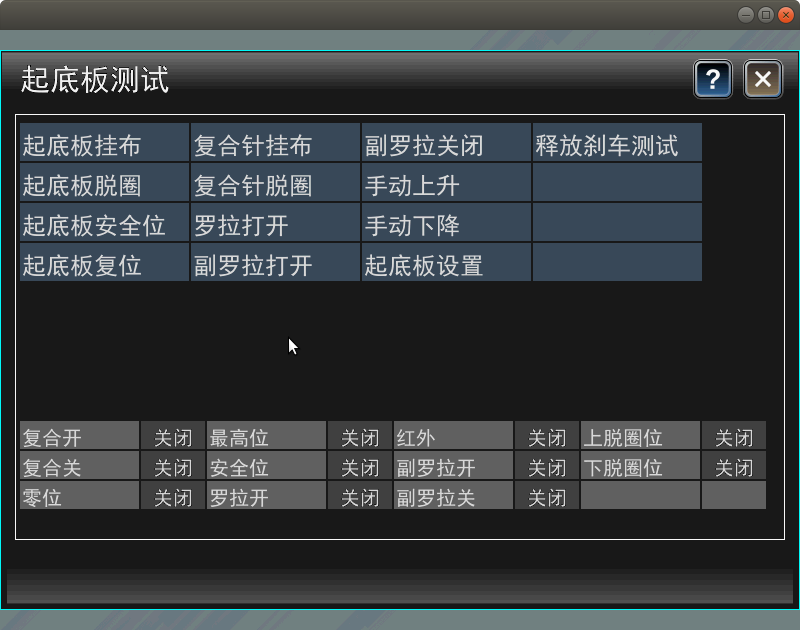 起底板测试
?
起底板挂布 复合针挂布 副罗拉关闭 释放刹车测试
起底板脱圈 复合针脱圈 手动上升
起底板安全位 罗拉打开 手动下降
起底板复位 副罗拉打开 起底板设置
复合开 关闭 最高位 关闭 红外 关闭 上脱圈位 关闭
复合关 关闭 安全位 关闭 副罗拉开 关闭 下脱圈位 关闭
零位 关闭 罗拉开 关闭 副罗拉关 关闭